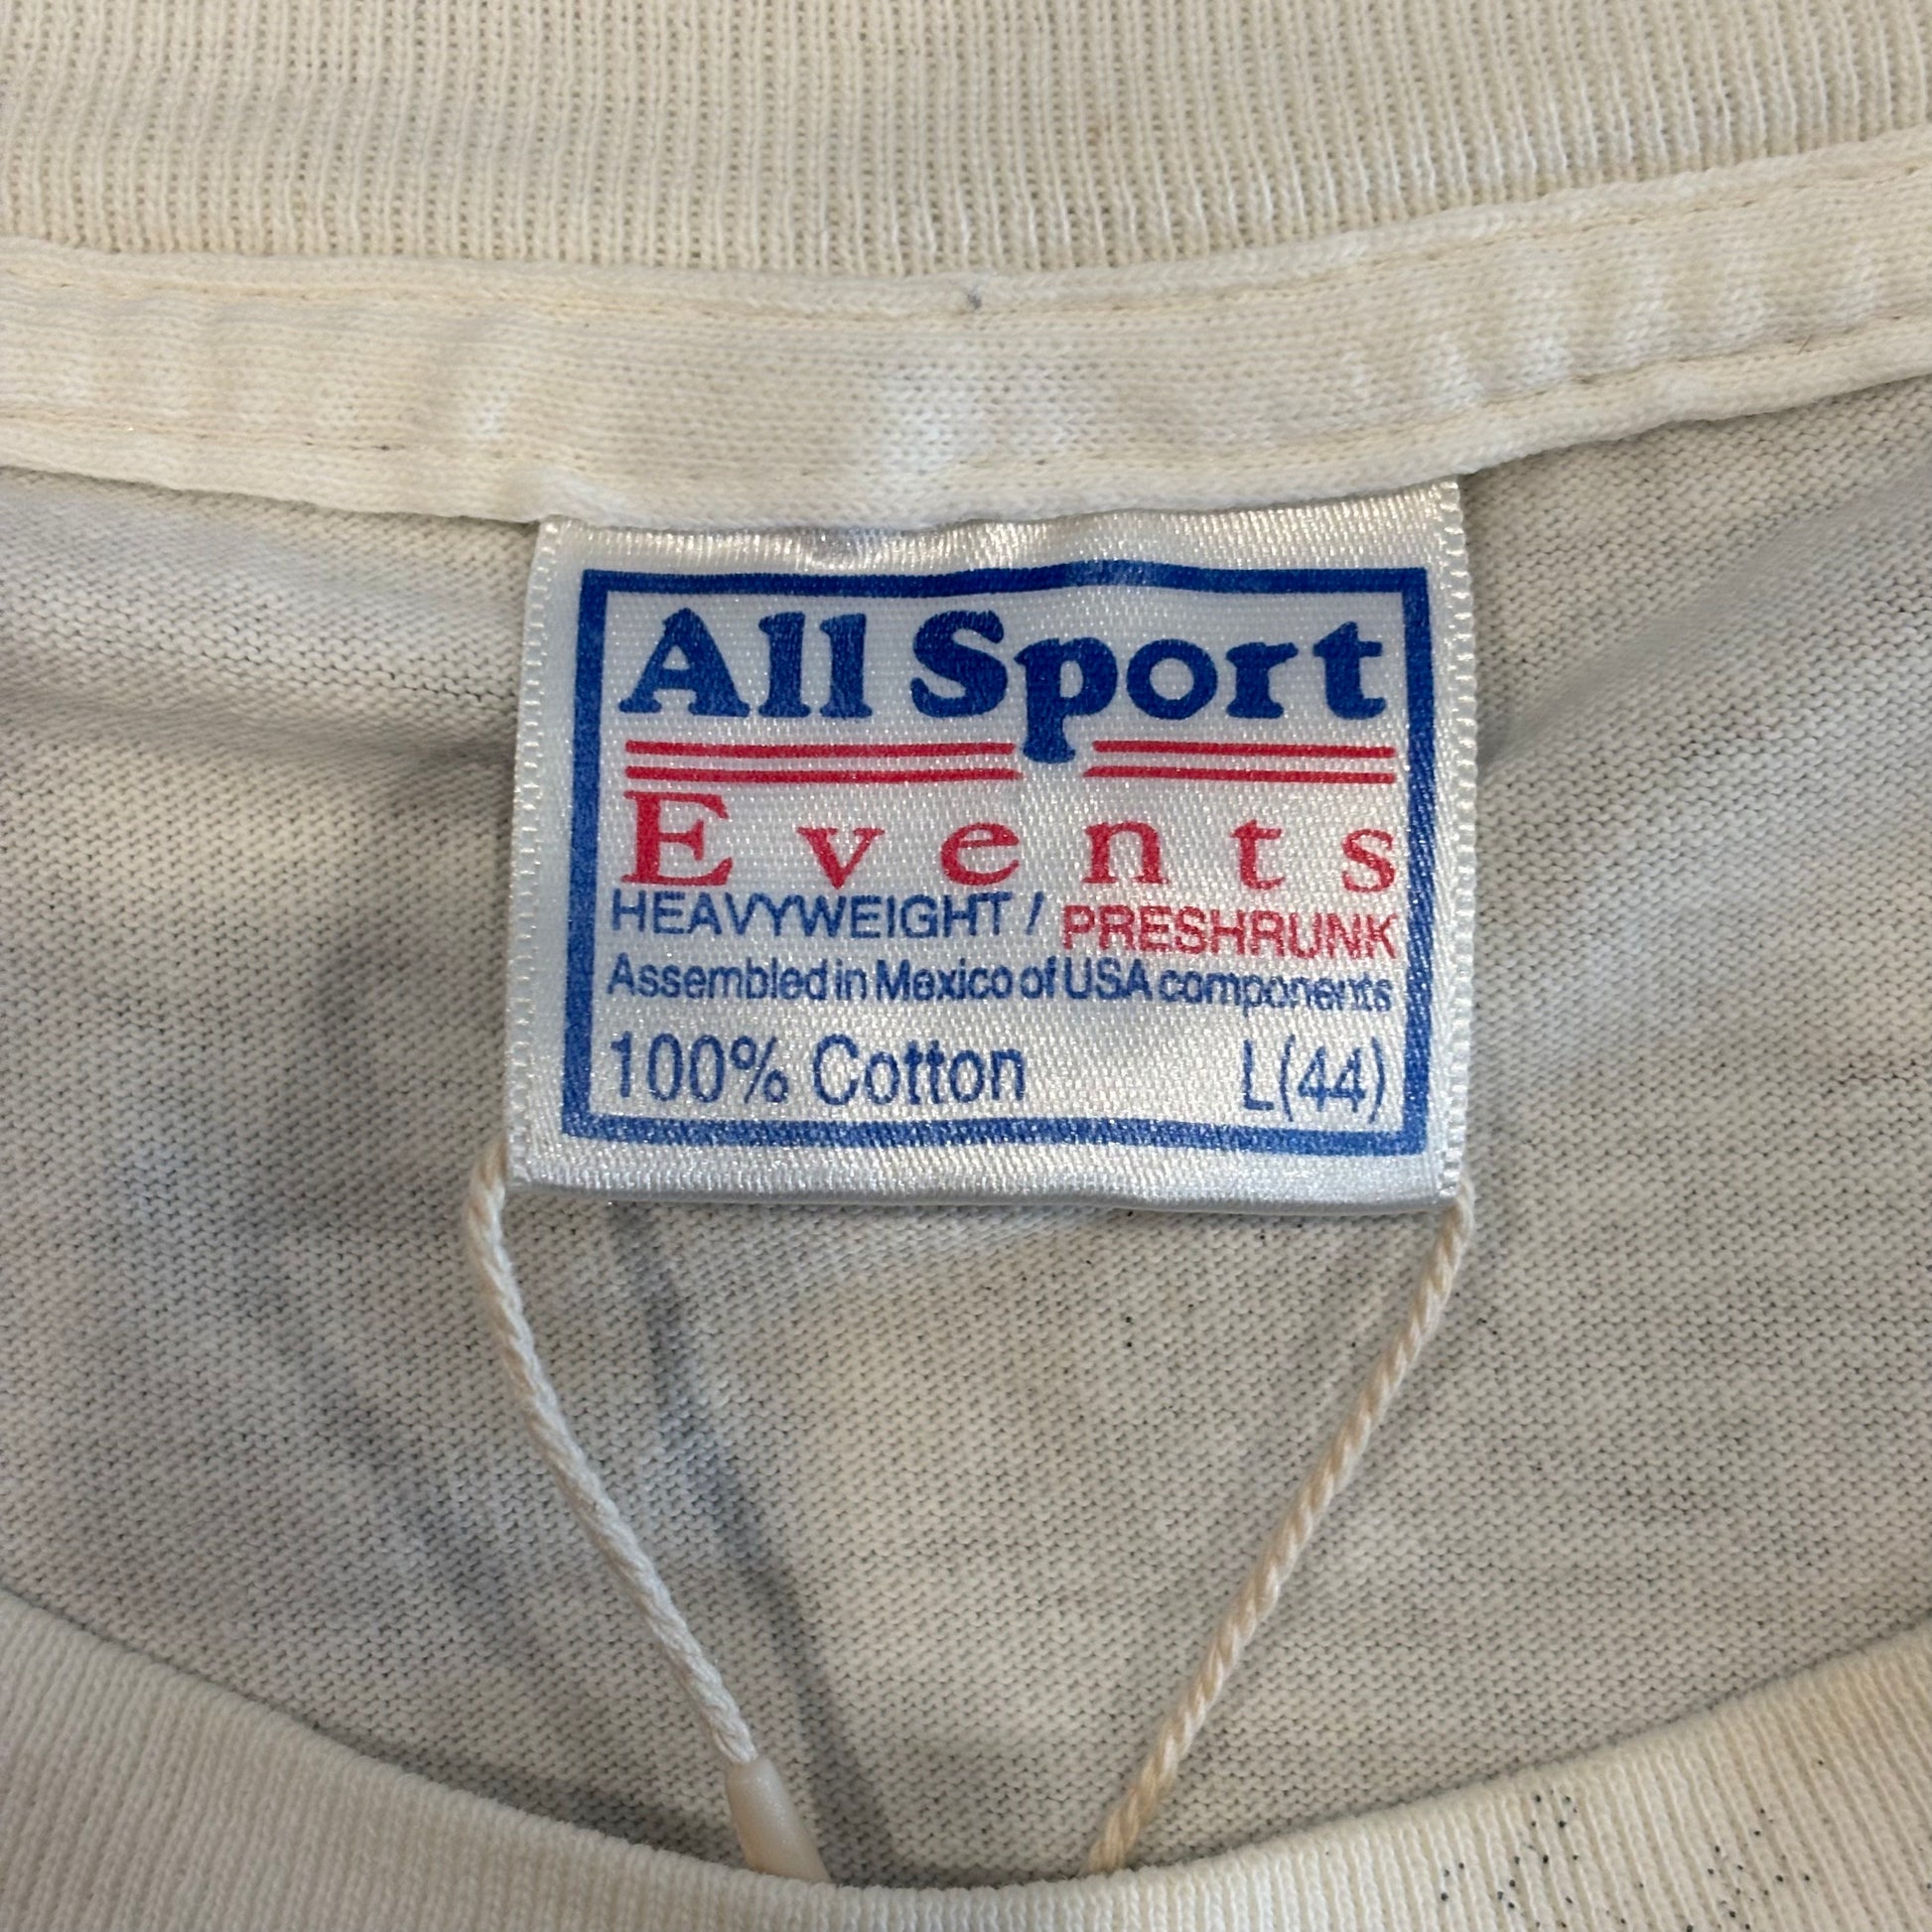 All Sport
Events
HEAVYWEIGHT / PRESHRUNK
Assembled in Mexico of USA components
100% Cotton L(44)